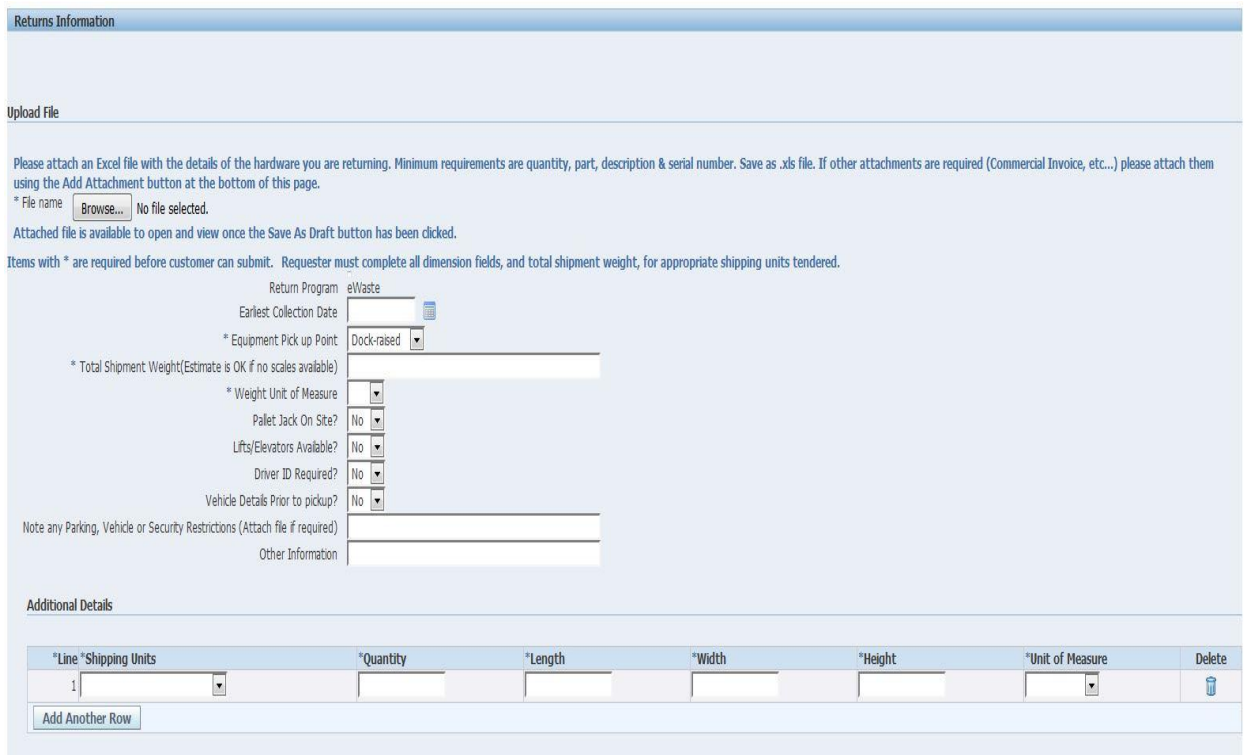 Returns Information
Upload File
Please attach an Excel file with the details of the hardware you are returning. Minimum requirements are quantity, part, description & serial number. Save as .xls file. If other attachments are required (Commercial Invoice, etc...) please attach them
using the Add Attachment button at the bottom of this page.
* File name Browse... No file selected.
Attached file is available to open and view once the Save As Draft button has been clicked.
Items with * are required before customer can submit. Requester must complete all dimension fields, and total shipment weight, for appropriate shipping units tendered.
Return Program eWaste
Earliest Collection Date
* Equipment Pick up Point Dock-raised
* Total Shipment Weight(Estimate is OK if no scales available)
* Weight Unit of Measure
Pallet Jack On Site? No
Lifts/Elevators Available? No
Driver ID Required? No
Vehicle Details Prior to pickup? No
Note any Parking, Vehicle or Security Restrictions (Attach file if required)
Other Information
Additional Details
*Line *Shipping Units *Quantity *Length *Width *Height *Unit of Measure Delete
1
Add Another Row